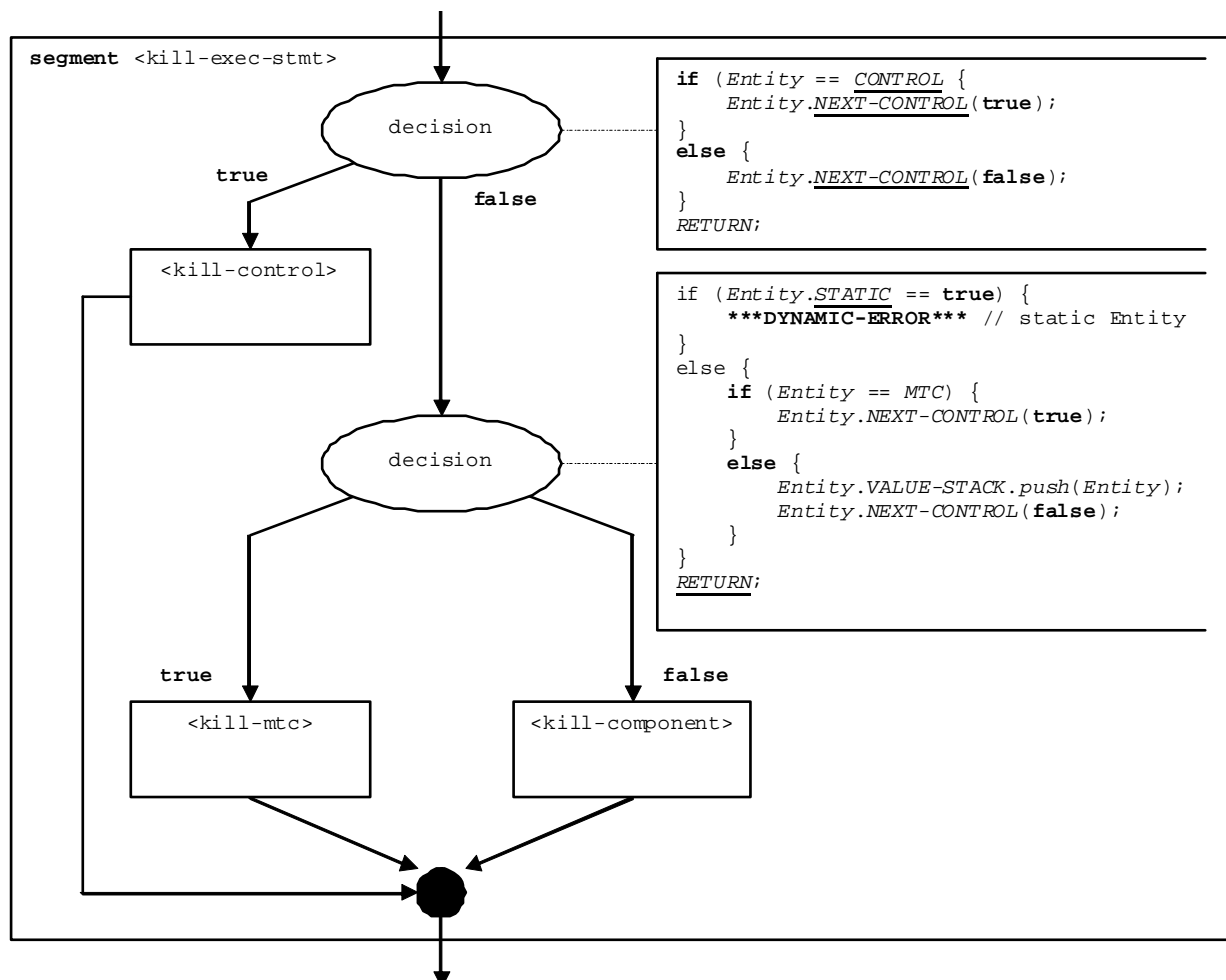 segment <kill-exec-stmt>
decision
if (Entity == CONTROL {
Entity.NEXT-CONTROL(true);
}
else {
Entity.NEXT-CONTROL(false);
}
RETURN;
true
false
<kill-control>
if (Entity.STATIC == true) {
***DYNAMIC-ERROR*** // static Entity
}
else {
if (Entity == MTC) {
Entity.NEXT-CONTROL(true);
}
else {
Entity.VALUE-STACK.push(Entity);
Entity.NEXT-CONTROL(false);
}
}
RETURN;
decision
true
false
<kill-mtc>
<kill-component>